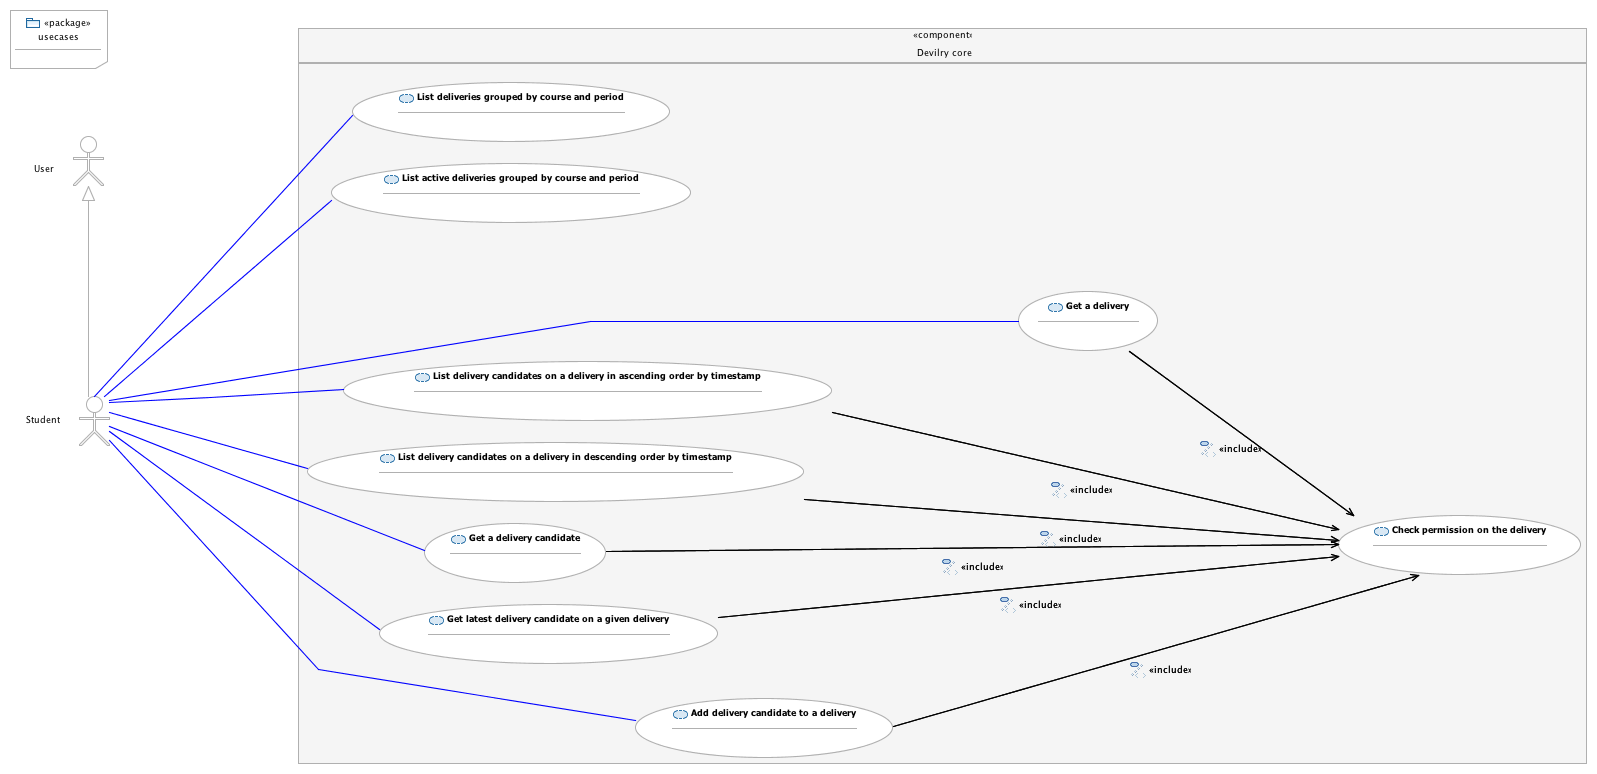 «package»
usecases
«component«
Devilry core
List deliveries grouped by course and period
User
List active deliveries grouped by course and period
Get a delivery
List delivery candidates on a delivery in ascending order by timestamp
Student
«include»
List delivery candidates on a delivery in descending order by timestamp
«include»
Check permission on the delivery
Get a delivery candidate
«include»
«include»
«include»
Get latest delivery candidate on a given delivery
«include»
Add delivery candidate to a delivery